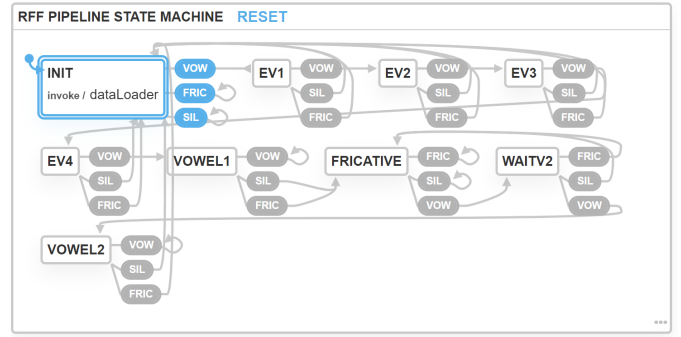 RFF PIPELINE STATE MACHINE RESET
INIT
invoke / dataLoader
VOW
FRIC
SIL
EV1
VOW
SIL
FRIC
EV2
VOW
SIL
FRIC
EV3
VOW
SIL
FRIC
EV4
VOW
SIL
FRIC
VOWEL1
VOW
SIL
FRIC
FRICATIVE
FRIC
SIL
VOW
WAITV2
FRIC
SIL
VOW
VOWEL2
VOW
SIL
FRIC